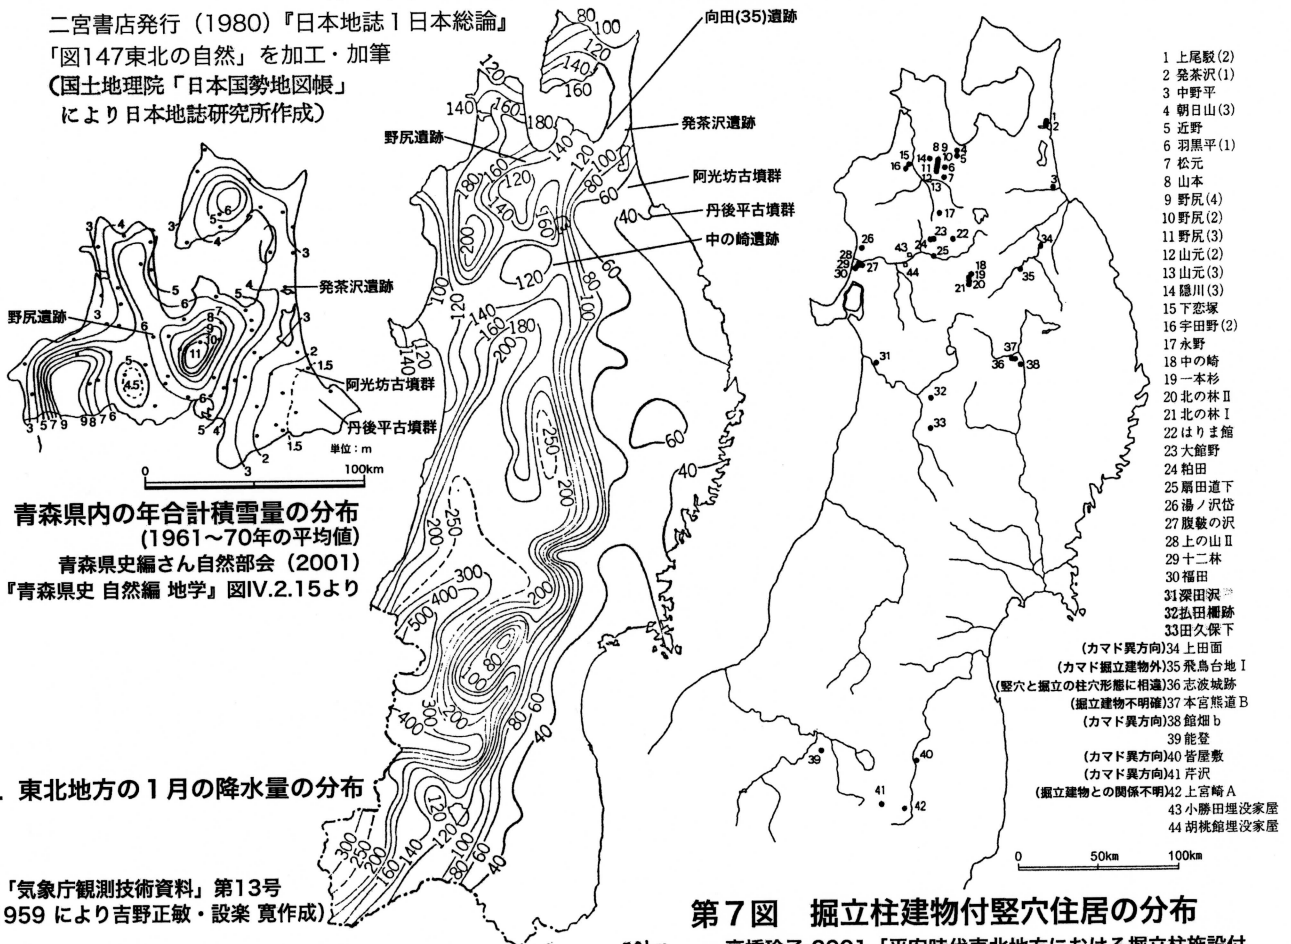 二宮書店発行（1980）『日本地誌１日本総論』
「図147東北の自然」を加工・加筆
（国土地理院「日本国勢地図帳」
により日本地誌研究所作成）
向田(35)遺跡
野尻遺跡
発茶沢遺跡
阿光坊古墳群
丹後平古墳群
中の崎遺跡
野尻遺跡
発茶沢遺跡
阿光坊古墳群
丹後平古墳群
単位：m
0 100km
青森県内の年合計積雪量の分布
(1961〜70年の平均値)
青森県史編さん自然部会（2001）
『青森県史 自然編 地学』図Ⅳ.2.15より
東北地方の１月の降水量の分布
「気象庁観測技術資料」第13号
959 により吉野正敏・設楽 寛作成）
1 上尾駮(2)
2 発茶沢(1)
3 中野平
4 朝日山(3)
5 近野
6 羽黒平(1)
7 松元
8 山本
9 野尻(4)
10 野尻(2)
11 野尻(3)
12 山元(2)
13 山元(3)
14 隠川(3)
15 下恋塚
16 宇田野(2)
17 永野
18 中の崎
19 一本杉
20 北の林Ⅱ
21 北の林Ⅰ
22 はりま館
23 大館野
24 粕田
25 扇田道下
26 湯ノ沢岱
27 腹鞁の沢
28 上の山Ⅱ
29 十二林
30 福田
31 深田沢
32 払田柵跡
33 田久保下
(カマド異方向)34 上田面
(カマド掘立建物外)35 飛鳥台地Ⅰ
(竪穴と掘立の柱穴形態に相違)36 志波城跡
(掘立建物不明確)37 本宮熊道B
(カマド異方向)38 館畑b
39 能登
(カマド異方向)40 皆屋敷
(カマド異方向)41 芹沢
(掘立建物との関係不明)42 上宮崎A
43 小勝田埋没家屋
44 胡桃館埋没家屋
0 50km 100km
第７図 掘立柱建物付竪穴住居の分布